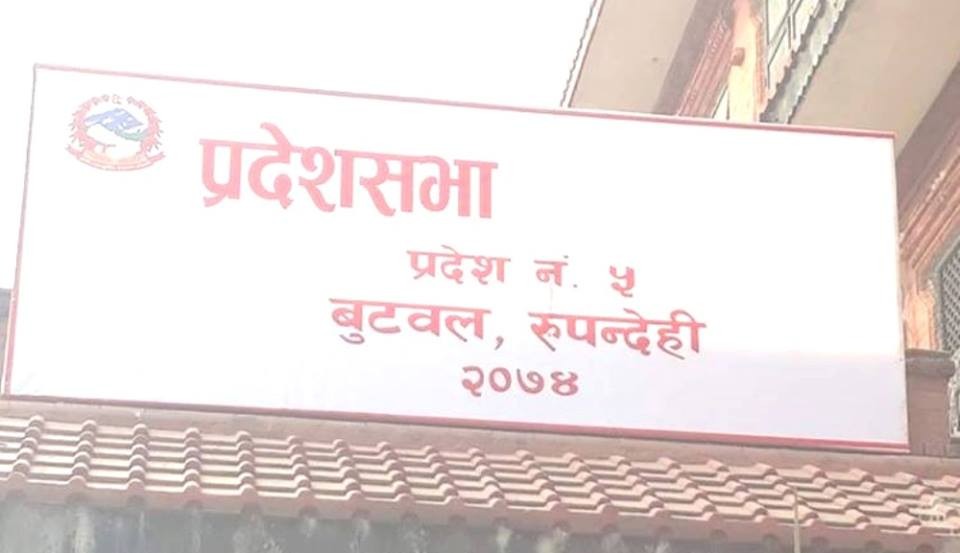 प्रदेशसभा
प्रदेश नं. ५
बुटवल, रुपन्देही
२०७४